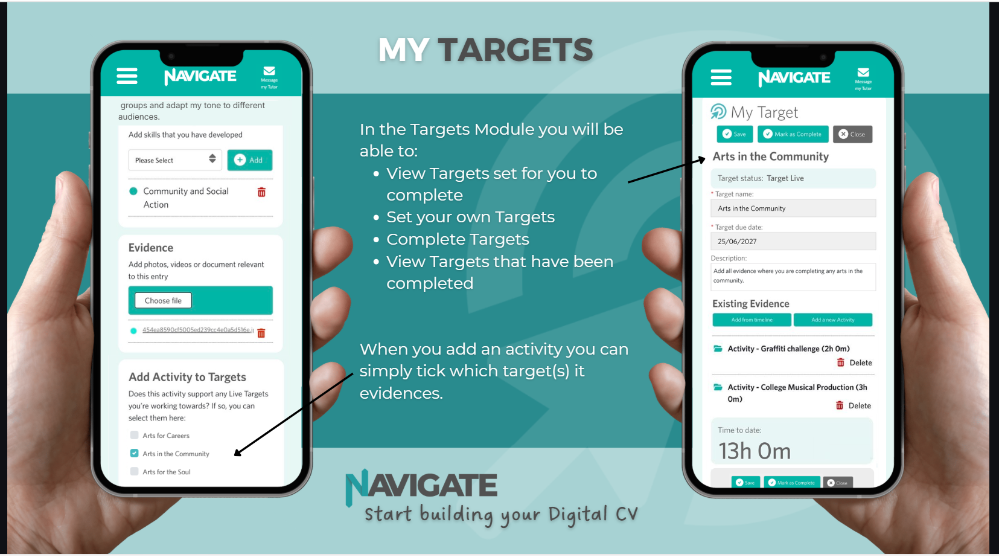 MY TARGETS
NAVIGATE
Message
my Tutor
groups and adapt my tone to different
audiences.
Add skills that you have developed
Please Select
Add
Community and Social
Action
Evidence
Add photos, videos or document relevant
to this entry
Choose file
454ea8590cf5005ed239cc4e0a5d516e.j
Add Activity to Targets
Does this activity support any Live Targets
you're working towards? If so, you can
select them here:
Arts for Careers
Arts in the Community
Arts for the Soul
In the Targets Module you will be
able to:
• View Targets set for you to
complete
• Set your own Targets
• Complete Targets
• View Targets that have been
completed
When you add an activity you can
simply tick which target(s) it
evidences.
NAVIGATE
Start building your Digital CV
NAVIGATE
Message
my Tutor
My Target
Save
Mark as Complete
Close
Arts in the Community
Target status: Target Live
* Target name:
Arts in the Community
* Target due date:
25/06/2027
Description:
Add all evidence where you are completing any arts in the
community.
Existing Evidence
Add from timeline
Add a new Activity
Activity - Graffiti challenge (2h 0m)
Delete
Activity - College Musical Production (3h
0m)
Delete
Time to date:
13h 0m
Save
Mark as Complete
Close